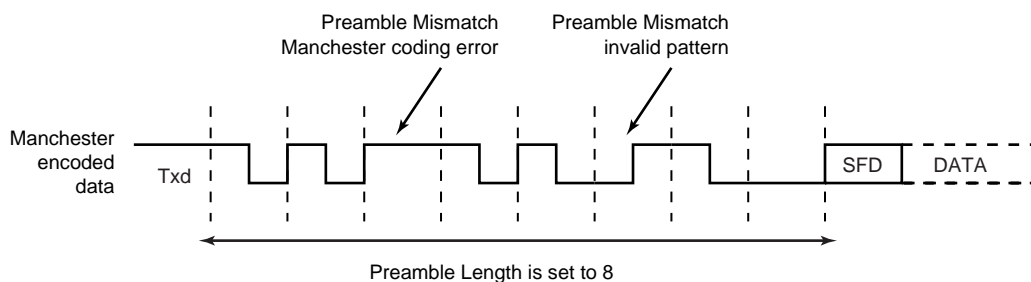 Preamble Mismatch
Manchester coding error
Preamble Mismatch
invalid pattern
Manchester
encoded
data
Txd
SFD
DATA
Preamble Length is set to 8